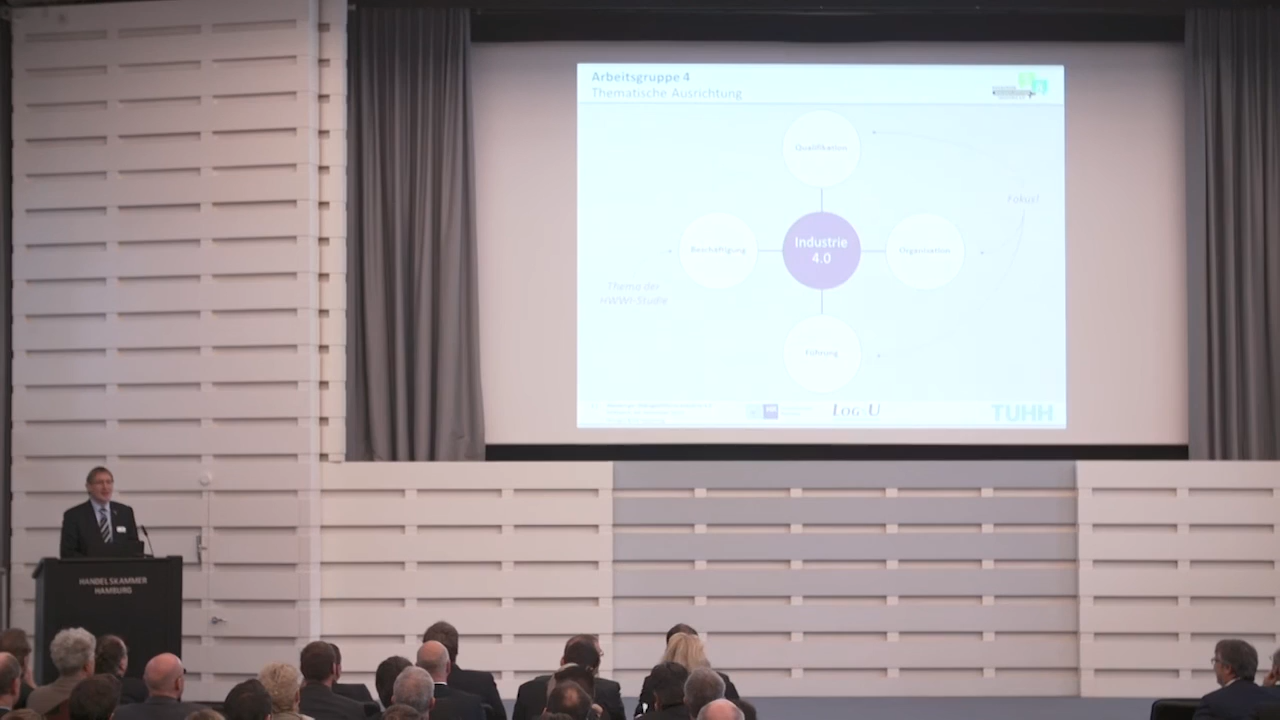 Arbeitsgruppe 4
Thematische Ausrichtung
Qualifikation
Fokus!
Beschäftigung
Industrie
4.0
Organisation
Thema der
HWWI-Studie
Führung
LOGU
TUHH
HANDELSKAMMER
HAMBURG